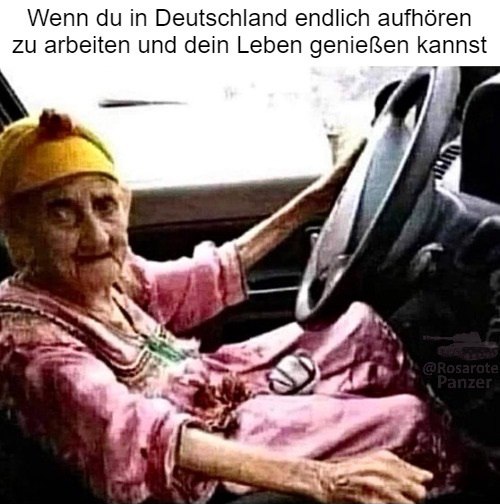 Wenn du in Deutschland endlich aufhören
zu arbeiten und dein Leben genießen kannst
@Rosarote
Panzer